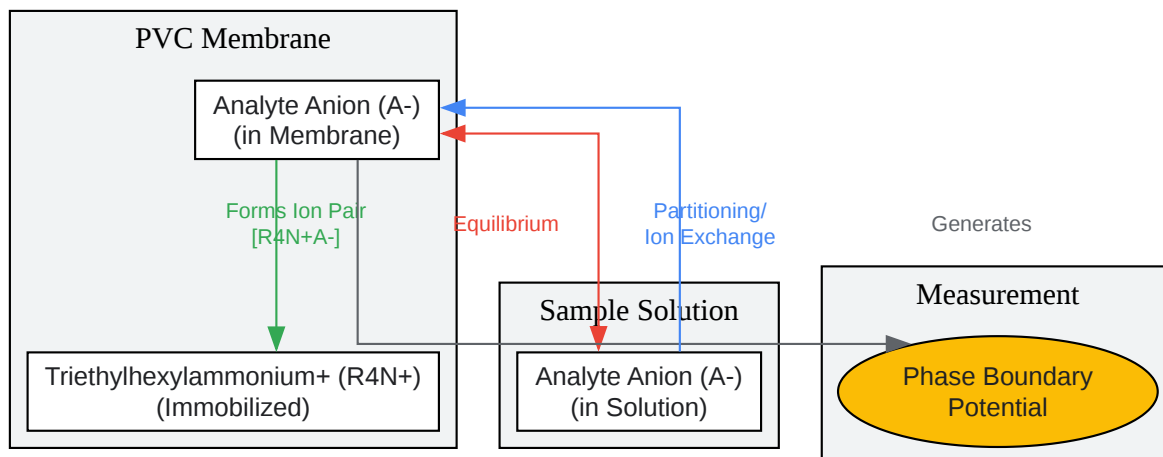 PVC Membrane
Analyte Anion (A-)
(in Membrane)
Forms Ion Pair
[R4N+A-]
Equilibrium
Partitioning/
Ion Exchange
Generates
Sample Solution
Measurement
Triethylhexylammonium+ (R4N+)
(Immobilized)
Analyte Anion (A-)
(in Solution)
Phase Boundary
Potential